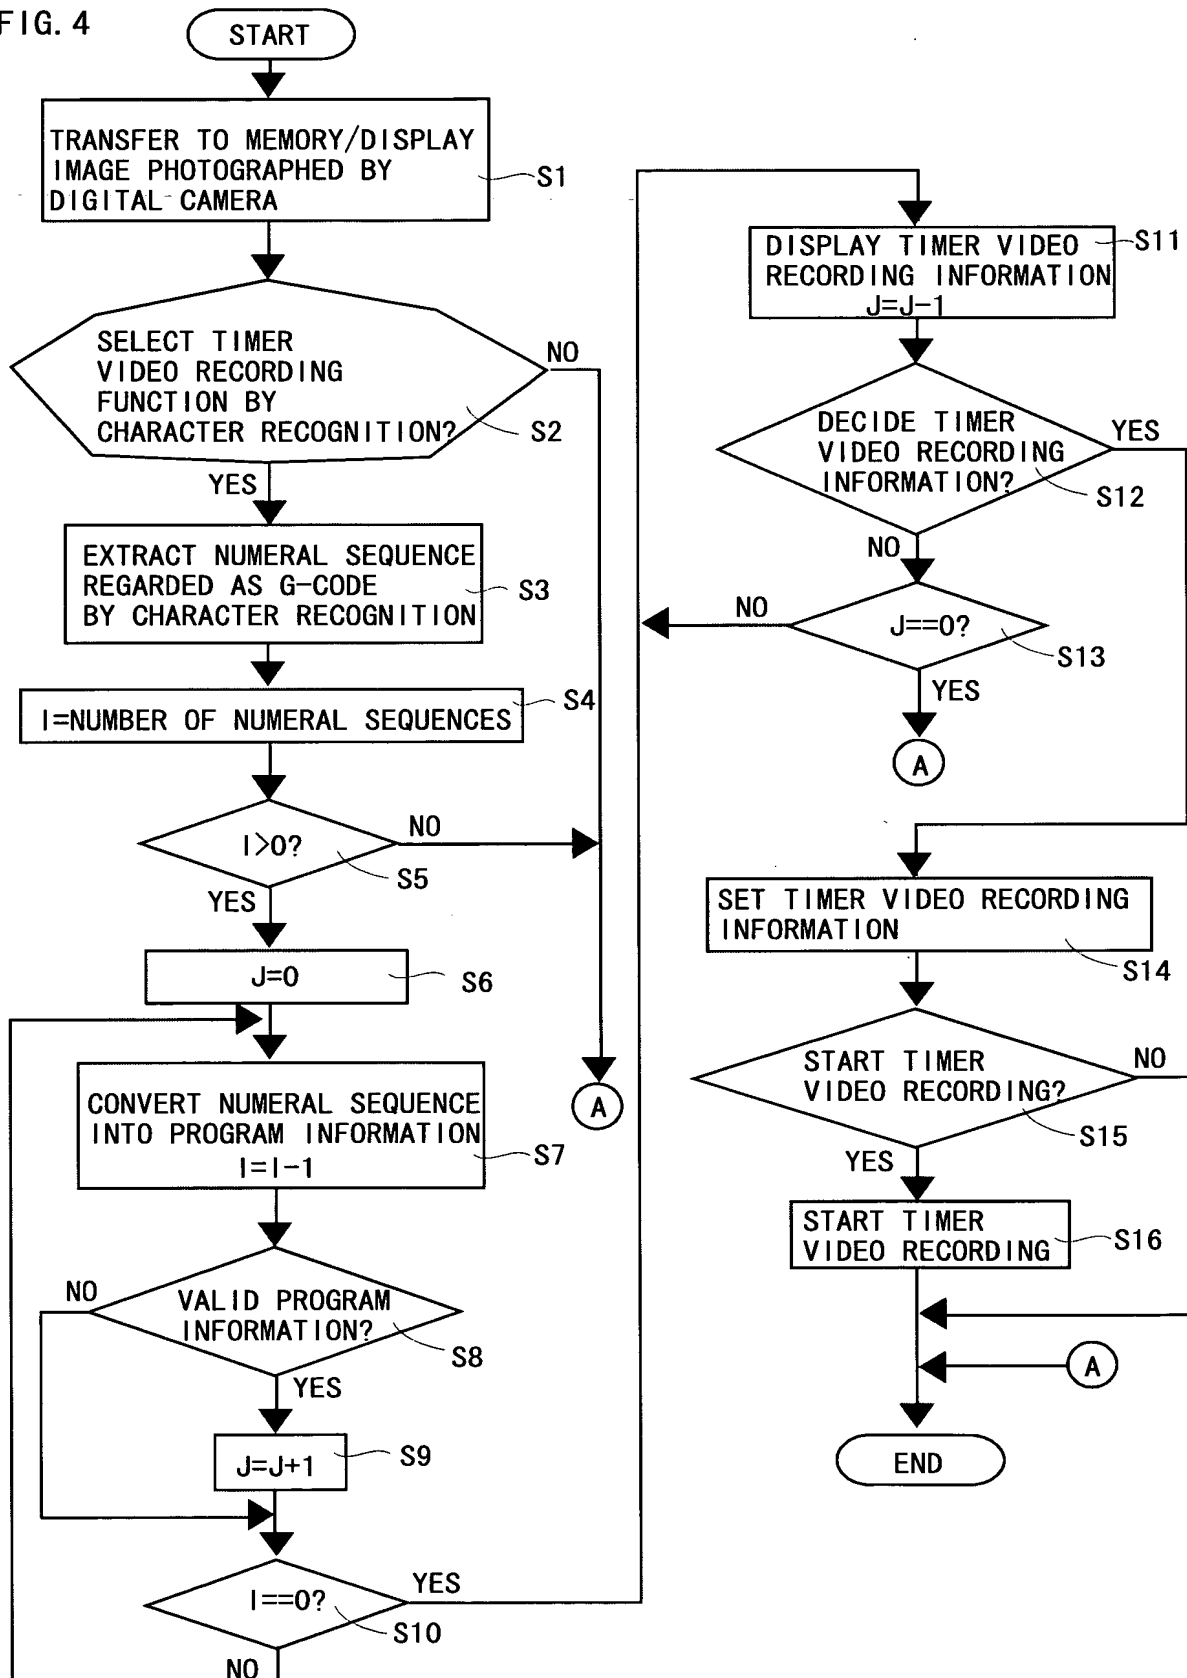 FIG. 4
START
TRANSFER TO MEMORY/DISPLAY
IMAGE PHOTOGRAPHED BY
DIGITAL CAMERA
S1
SELECT TIMER
VIDEO RECORDING
FUNCTION BY
CHARACTER RECOGNITION?
S2
NO
YES
EXTRACT NUMERAL SEQUENCE
REGARDED AS G-CODE
BY CHARACTER RECOGNITION
S3
I=NUMBER OF NUMERAL SEQUENCES
S4
I>0?
S5
NO
YES
J=0
S6
CONVERT NUMERAL SEQUENCE
INTO PROGRAM INFORMATION
I=I-1
S7
A
VALID PROGRAM
INFORMATION?
S8
NO
YES
J=J+1
S9
I==0?
S10
YES
NO
DISPLAY TIMER VIDEO
RECORDING INFORMATION
J=J-1
S11
DECIDE TIMER
VIDEO RECORDING
INFORMATION?
S12
YES
NO
J==0?
S13
NO
YES
A
SET TIMER VIDEO RECORDING
INFORMATION
S14
START TIMER
VIDEO RECORDING?
S15
NO
YES
START TIMER
VIDEO RECORDING
S16
A
END